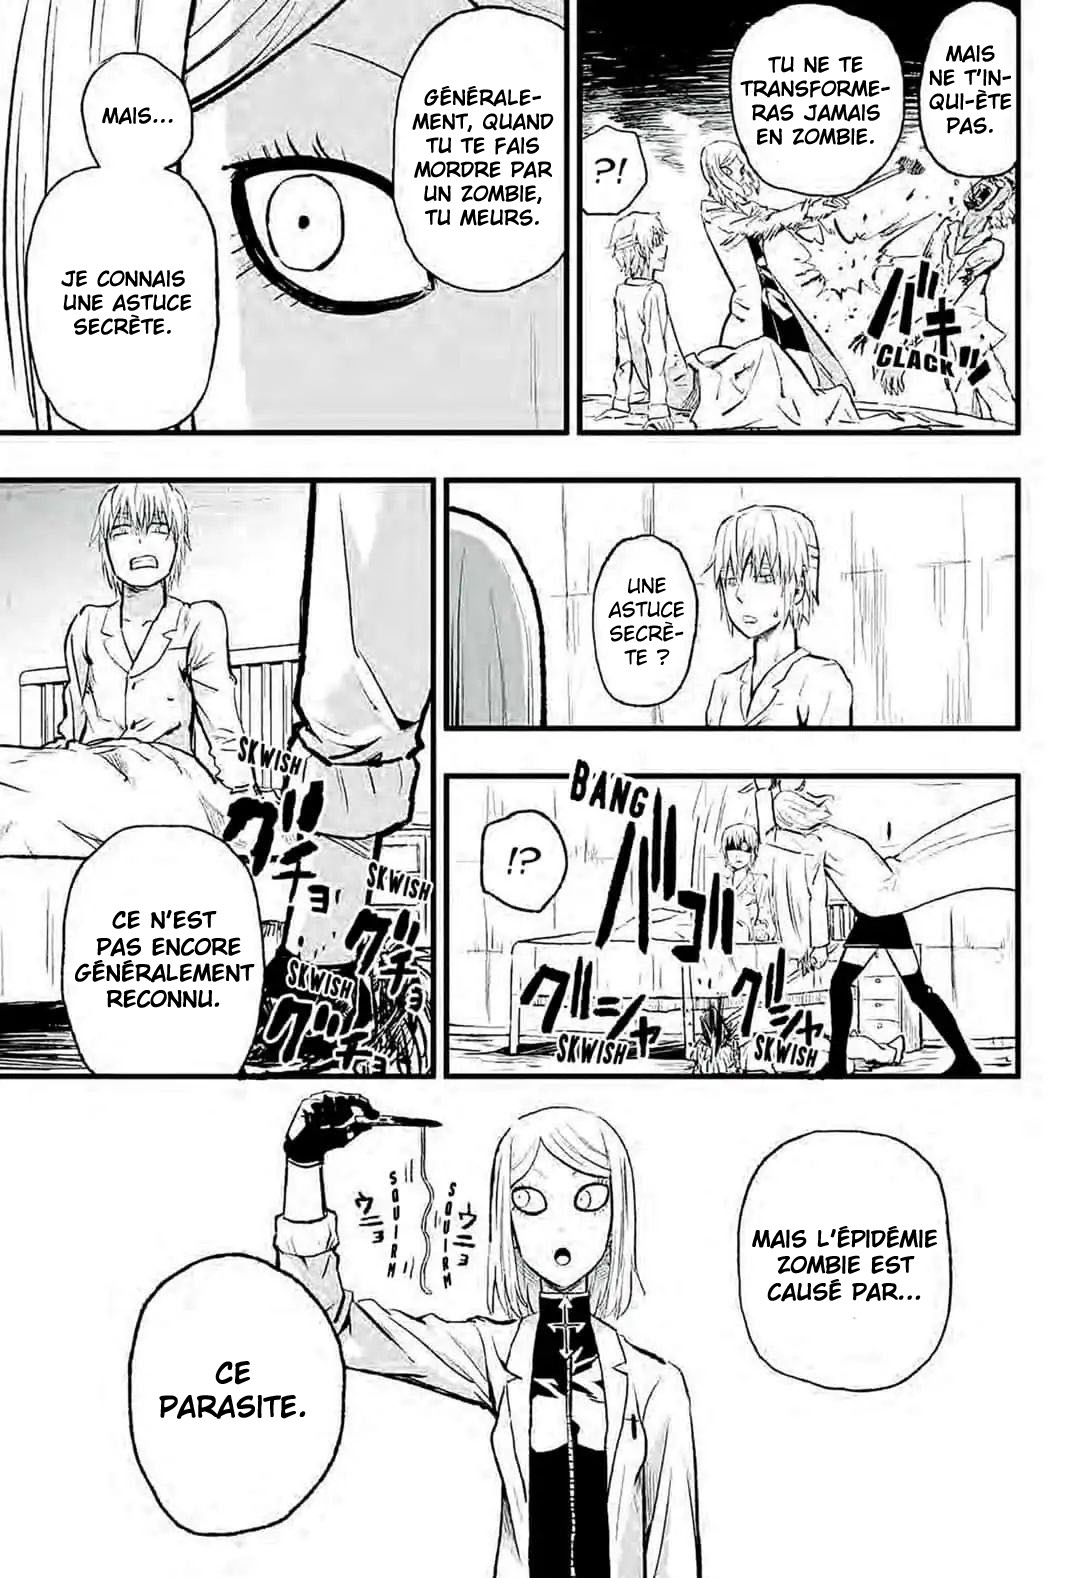 MAIS
NE T'IN-
QUI-ÈTE
PAS.
TU NE TE
TRANSFORME-
RAS JAMAIS
EN ZOMBIE.
?!
バキ
CLACK
GÉNÉRALE-
MENT, QUAND
TU TE FAIS
MORDRE PAR
UN ZOMBIE,
TU MEURS.
MAIS...
JE CONNAIS
UNE ASTUCE
SECRÈTE.
UNE
ASTUCE
SECRÈ-
TE ?
BANG
バコッ
!?
グシャ
SKWISH
グシャ
SKWISH
SKWISH
グチョ
SKWISH
グチョ
SKWISH
グチョ
CE N'EST
PAS ENCORE
GÉNÉRALEMENT
RECONNU.
MAIS L'ÉPIDÉMIE
ZOMBIE EST
CAUSÉ PAR...
SQUIRM
ウニョ
SQUIRM
ウニョ
CE
PARASITE.